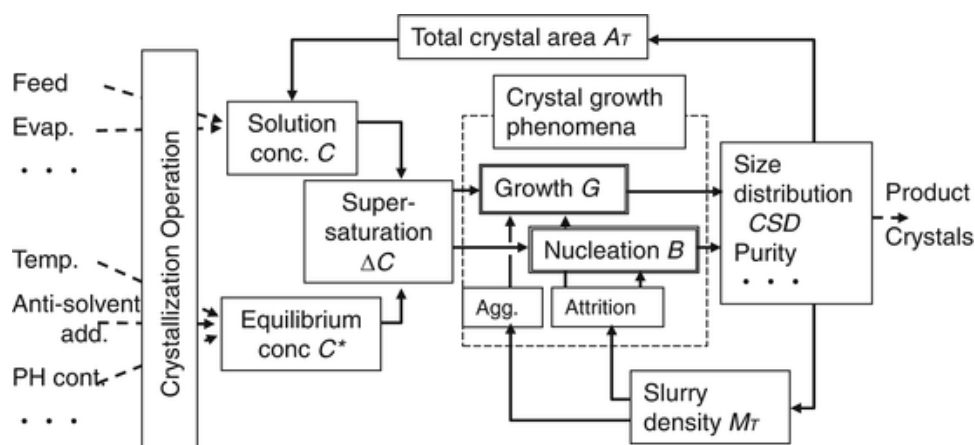 Total crystal area AT
Feed
Evap.
. . .
Temp.
Anti-solvent
add.
PH cont.
. . .
Crystallization Operation
Solution
conc. C
Super-
saturation
ΔC
Equilibrium
conc C*
Crystal growth
phenomena
Growth G
Nucleation B
Agg.
Attrition
Size
distribution
CSD
Purity
. . .
Product
Crystals
Slurry
density MT